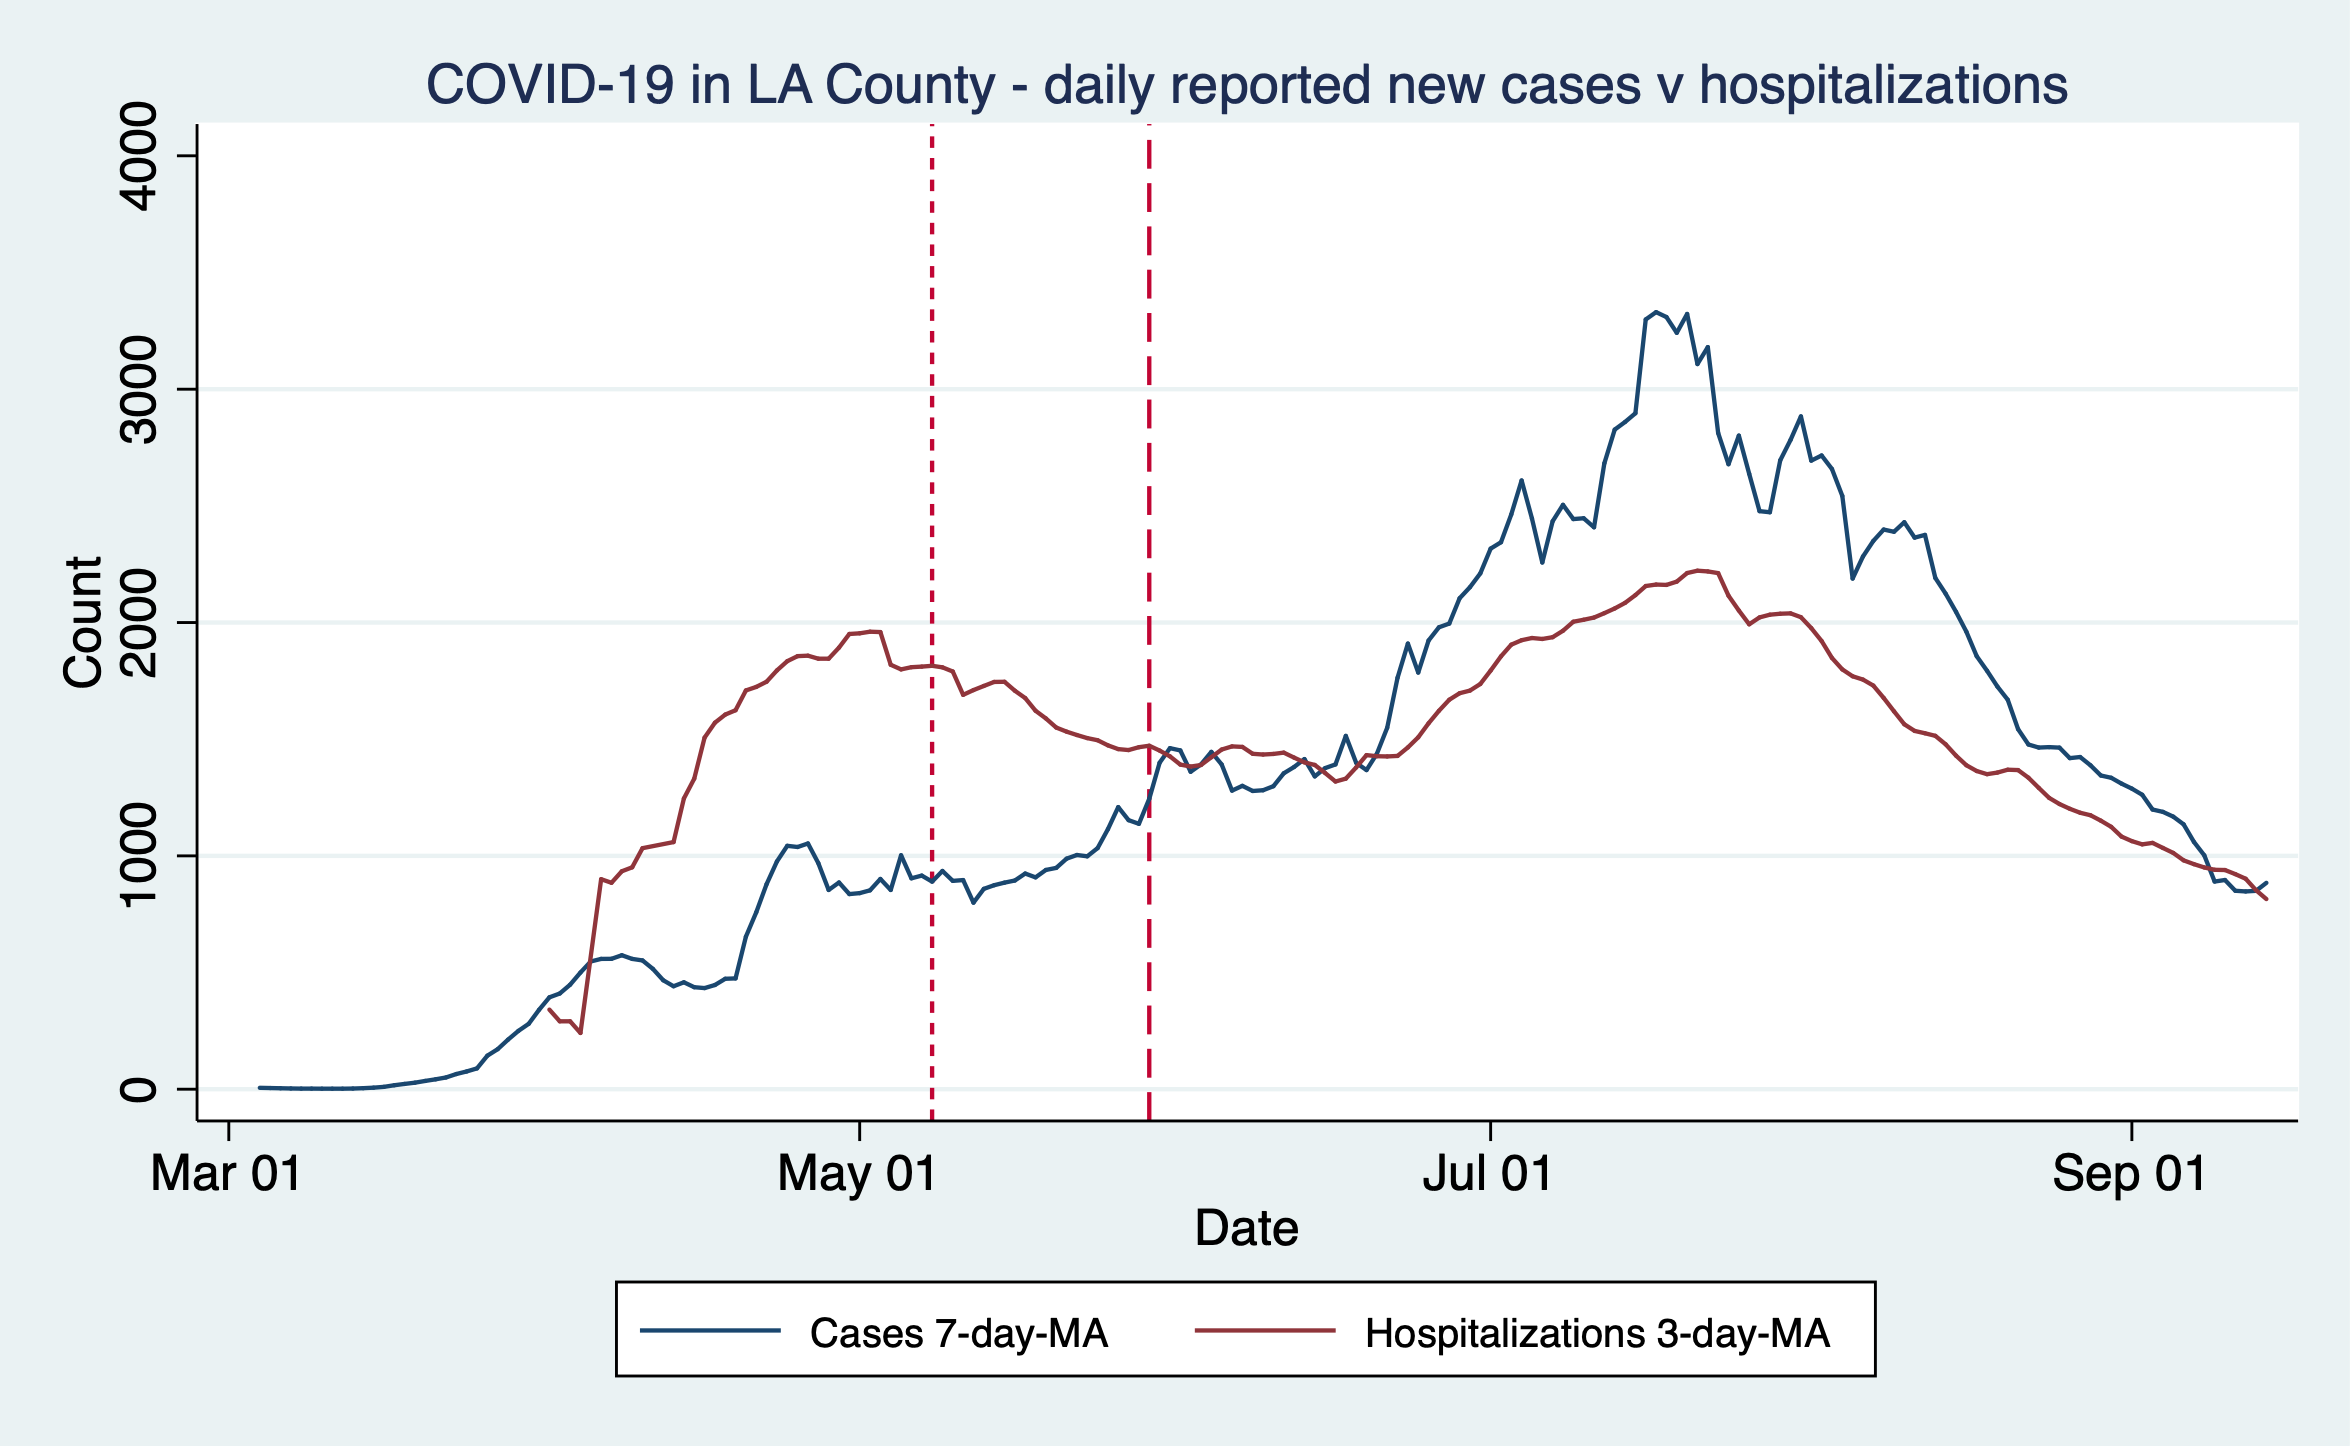 COVID-19 in LA County - daily reported new cases v hospitalizations
Count
4000
3000
2000
1000
0
Mar 01
May 01
Jul 01
Sep 01
Date
Cases 7-day-MA
Hospitalizations 3-day-MA